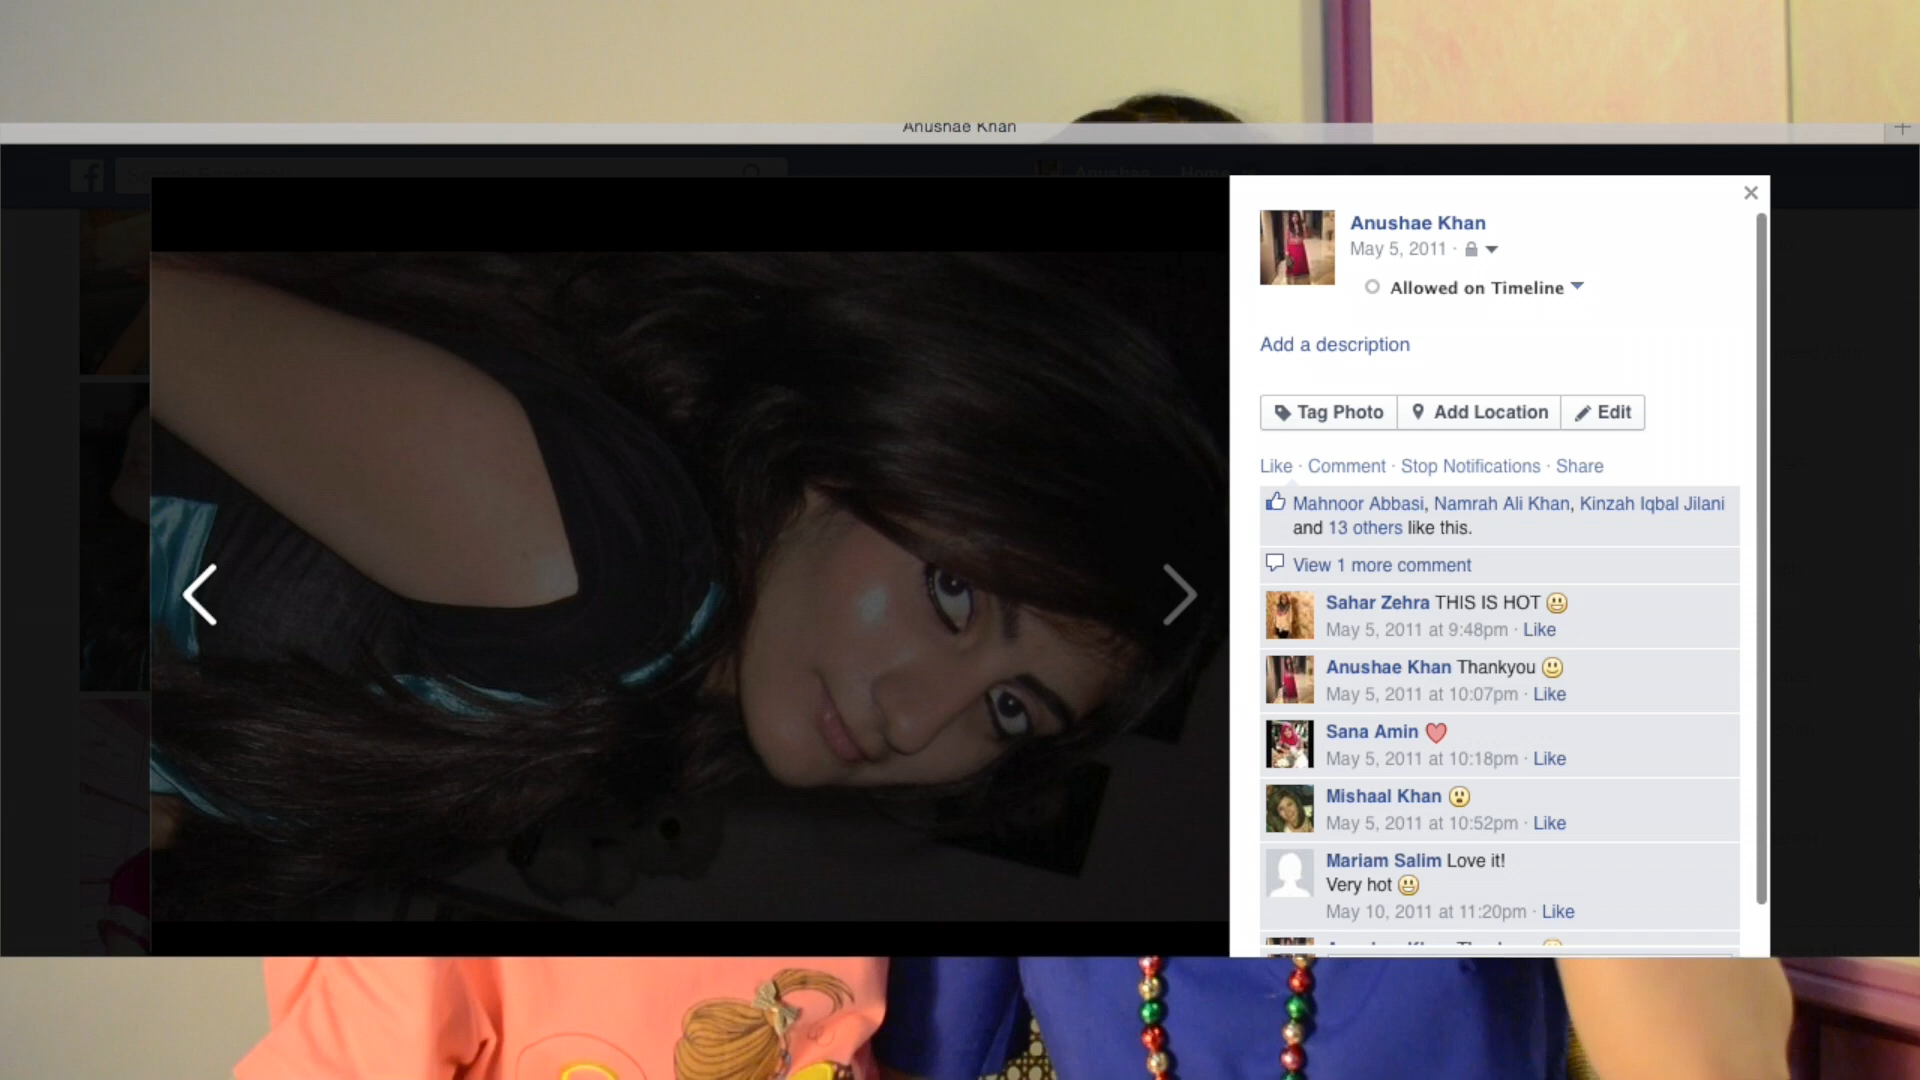 Anushae Khan
Anushae Home
Anushae Khan
May 5, 2011 ·
Allowed on Timeline
Add a description
Tag Photo Add Location Edit
Like · Comment · Stop Notifications · Share
Mahnoor Abbasi, Namrah Ali Khan, Kinzah Iqbal Jilani
and 13 others like this.
View 1 more comment
Sahar Zehra THIS IS HOT
May 5, 2011 at 9:48pm · Like
Anushae Khan Thankyou
May 5, 2011 at 10:07pm · Like
Sana Amin
May 5, 2011 at 10:18pm · Like
Mishaal Khan
May 5, 2011 at 10:52pm · Like
Mariam Salim Love it!
Very hot
May 10, 2011 at 11:20pm · Like